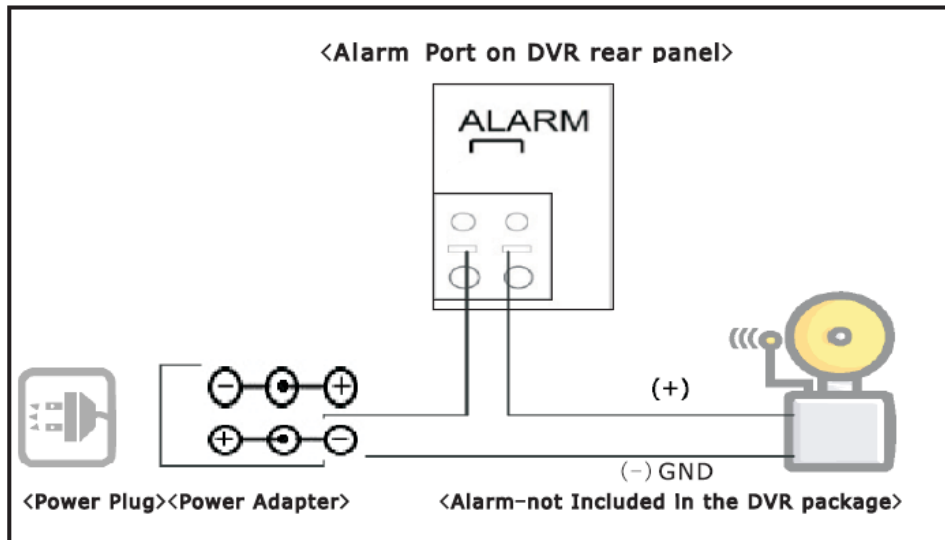 <Alarm Port on DVR rear panel>
ALARM
(+)
(-) GND
<Power Plug><Power Adapter>
<Alarm-not Included in the DVR package>